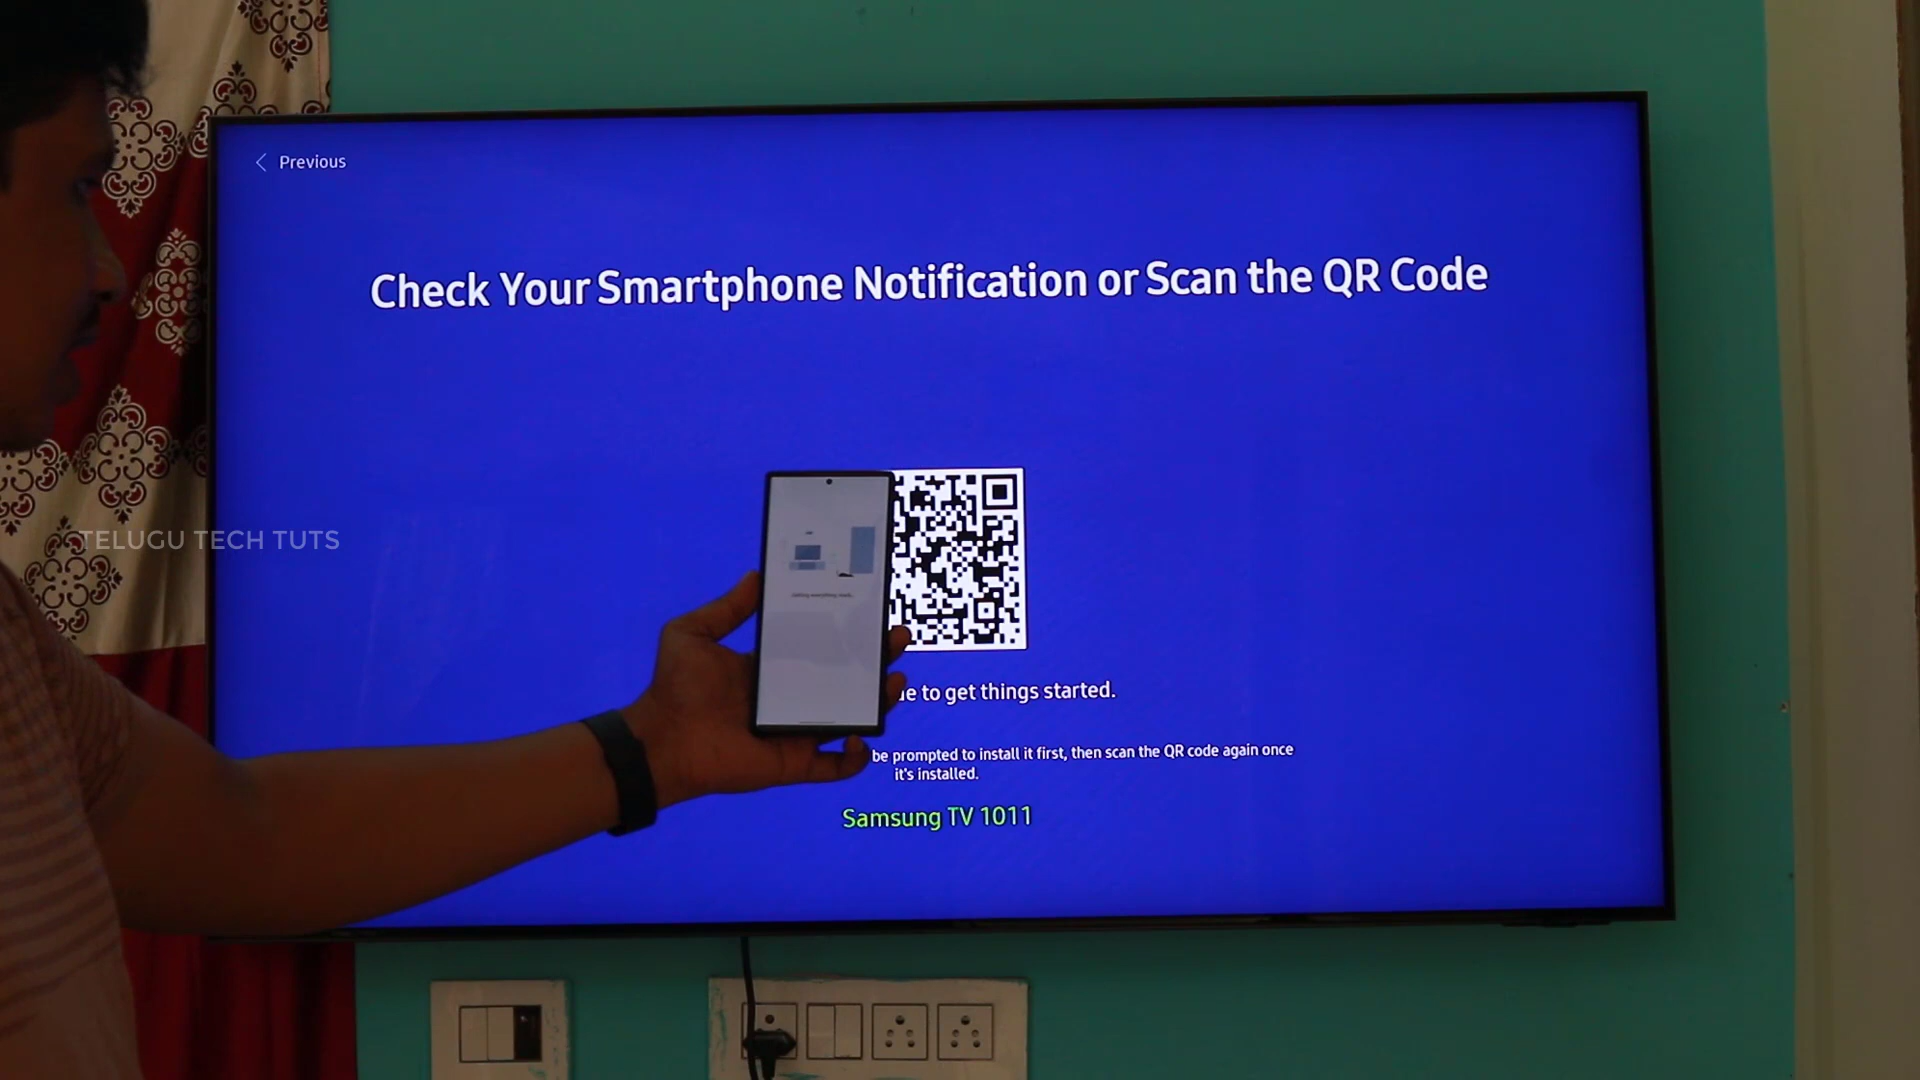 Previous
Check Your Smartphone Notification or Scan the QR Code
TELUGU TECH TUTS
to get things started.
be prompted to install it first, then scan the QR code again once
it's installed.
Samsung TV 1011